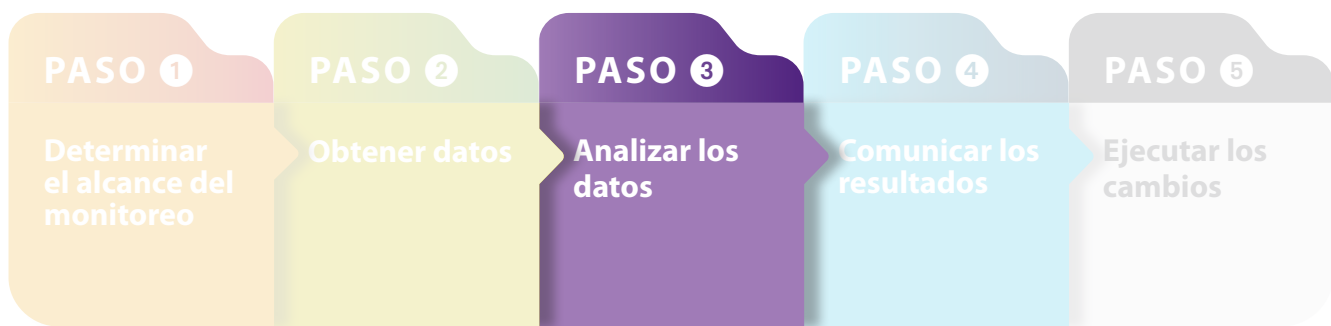 PASO 1
Determinar
el alcance del
monitoreo
PASO 2
Obtener datos
PASO 3
Analizar los
datos
PASO 4
Comunicar los
resultados
PASO 5
Ejecutar los
cambios